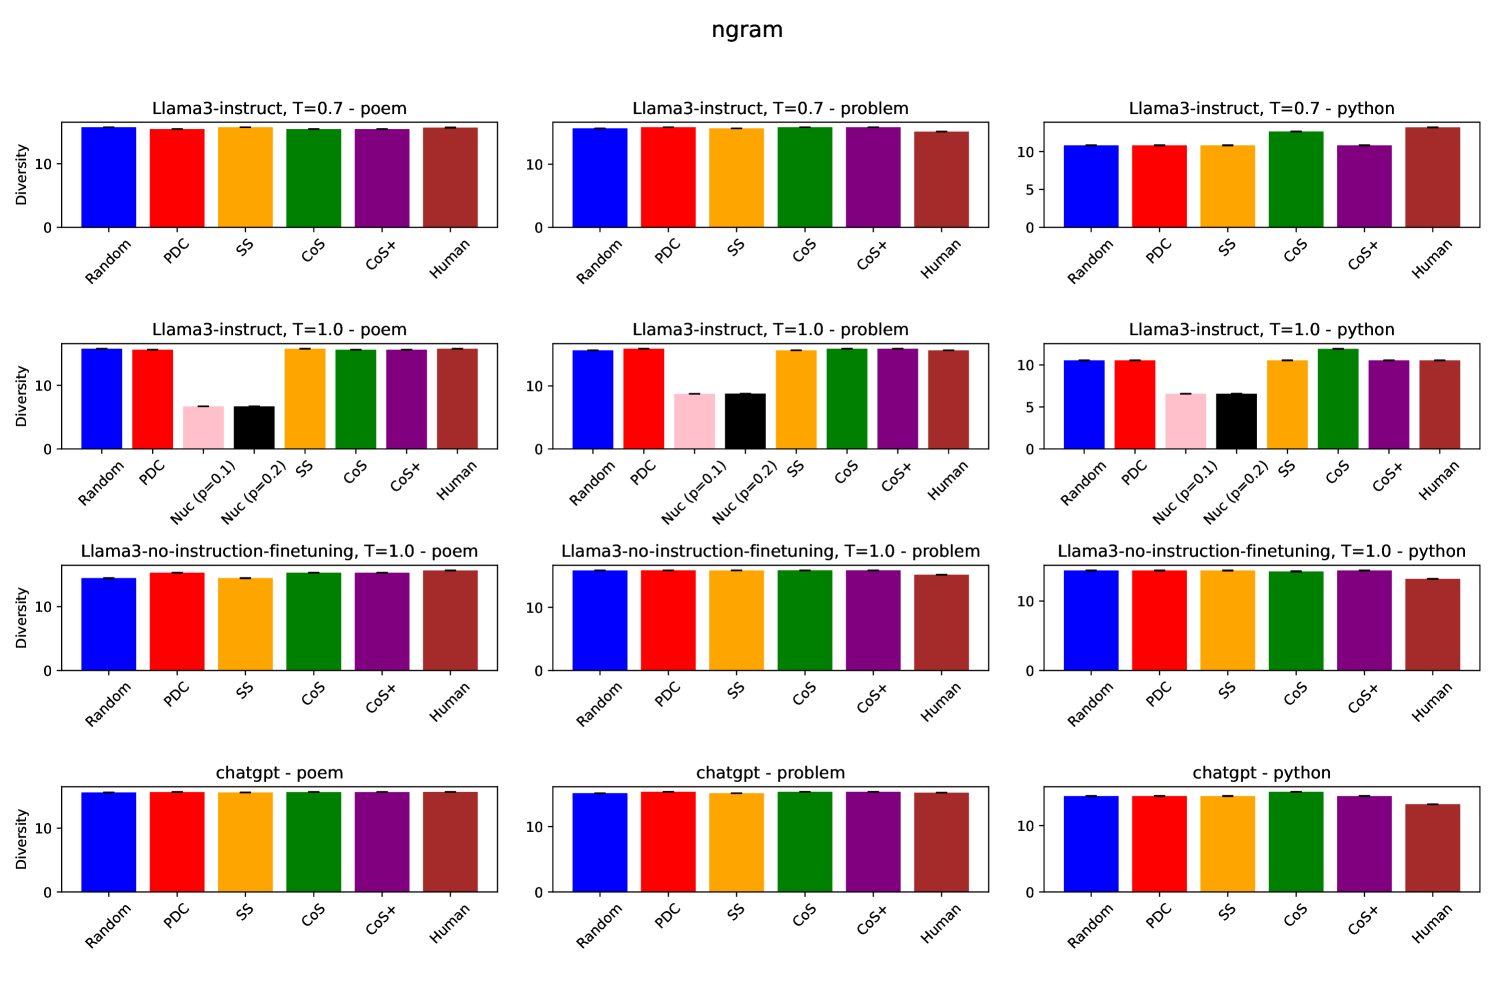 ngram
Llama3-instruct, T=0.7 - poem
Llama3-instruct, T=0.7 - problem
Llama3-instruct, T=0.7 - python
Diversity
10
0
Random PDC SS CoS CoS+ Human
10
0
Random PDC SS CoS CoS+ Human
10
5
0
Random PDC SS CoS CoS+ Human
Llama3-instruct, T=1.0 - poem
Llama3-instruct, T=1.0 - problem
Llama3-instruct, T=1.0 - python
Diversity
10
0
Random PDC Nuc (p=0.1) Nuc (p=0.2) SS CoS CoS+ Human
10
0
Random PDC Nuc (p=0.1) Nuc (p=0.2) SS CoS CoS+ Human
10
5
0
Random PDC Nuc (p=0.1) Nuc (p=0.2) SS CoS CoS+ Human
Llama3-no-instruction-finetuning, T=1.0 - poem
Llama3-no-instruction-finetuning, T=1.0 - problem
Llama3-no-instruction-finetuning, T=1.0 - python
Diversity
10
0
Random PDC SS CoS CoS+ Human
10
0
Random PDC SS CoS CoS+ Human
10
0
Random PDC SS CoS CoS+ Human
chatgpt - poem
chatgpt - problem
chatgpt - python
Diversity
10
0
Random PDC SS CoS CoS+ Human
10
0
Random PDC SS CoS CoS+ Human
10
0
Random PDC SS CoS CoS+ Human